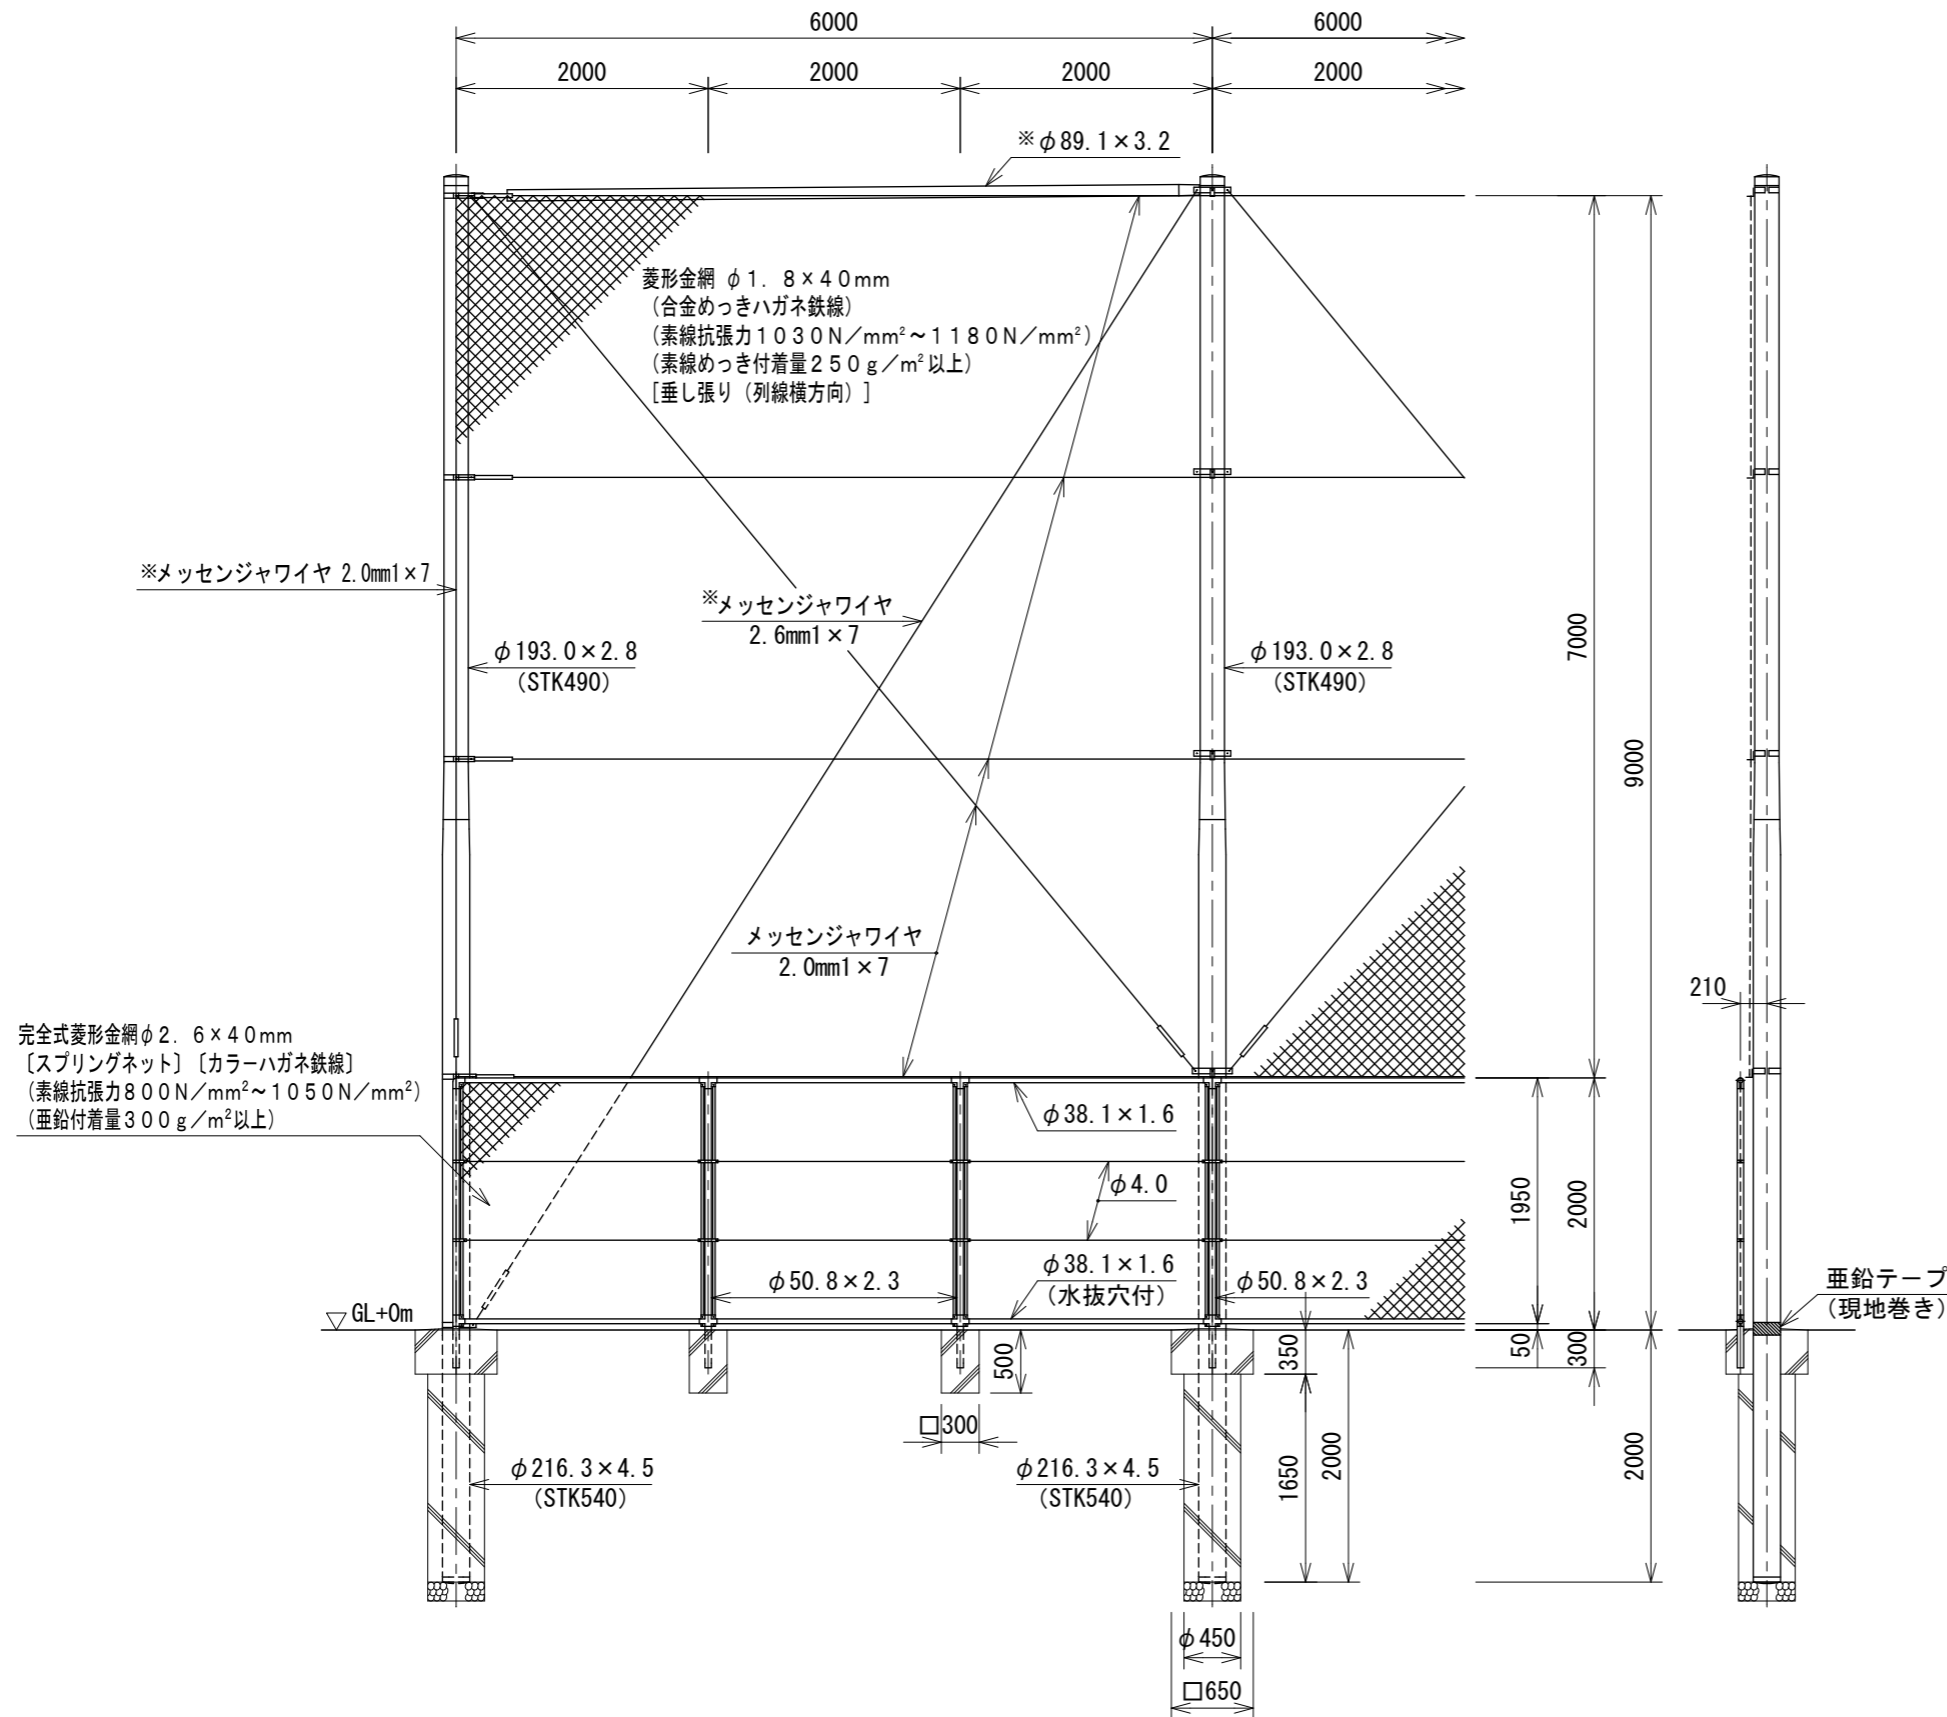 6000
6000
2000
2000
2000
2000
※φ89.1×3.2
菱形金網 φ1.8×40mm
(合金めっきハガネ鉄線)
(素線抗張力1030N/mm²~1180N/mm²)
(素線めっき付着量250g/m²以上)
[垂し張り(列線横方向)]
※メッセンジャワイヤ 2.0mm1×7
※メッセンジャワイヤ
2.6mm1×7
φ193.0×2.8
(STK490)
φ193.0×2.8
(STK490)
7000
9000
メッセンジャワイヤ
2.0mm1×7
210
完全式菱形金網φ2.6×40mm
〔スプリングネット〕〔カラーハガネ鉄線〕
(素線抗張力800N/mm²~1050N/mm²)
(亜鉛付着量300g/m²以上)
φ38.1×1.6
φ4.0
1950
2000
φ50.8×2.3
φ38.1×1.6
(水抜穴付)
φ50.8×2.3
亜鉛テープ
(現地巻き)
▽GL+0m
500
350
50
300
□300
φ216.3×4.5
(STK540)
φ216.3×4.5
(STK540)
1650
2000
2000
φ450
□650